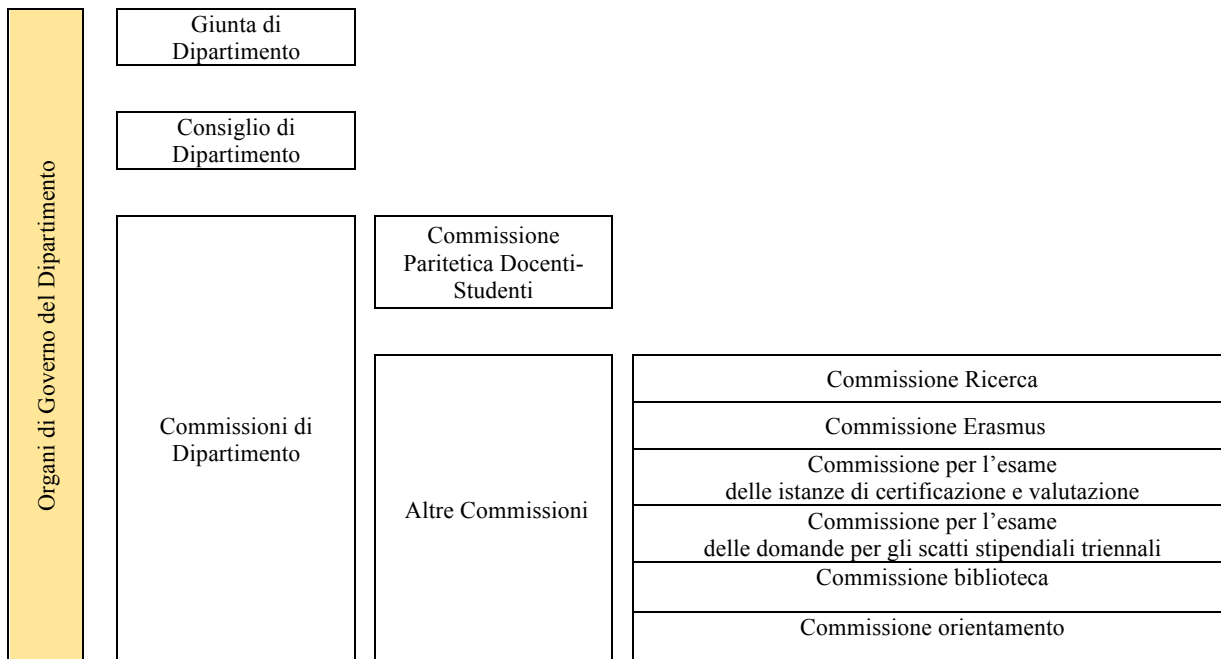 Organi di Governo del Dipartimento
Giunta di
Dipartimento
Consiglio di
Dipartimento
Commissioni di
Dipartimento
Commissione
Paritetica Docenti-
Studenti
Altre Commissioni
Commissione Ricerca
Commissione Erasmus
Commissione per l’esame
delle istanze di certificazione e valutazione
Commissione per l’esame
delle domande per gli scatti stipendiali triennali
Commissione biblioteca
Commissione orientamento